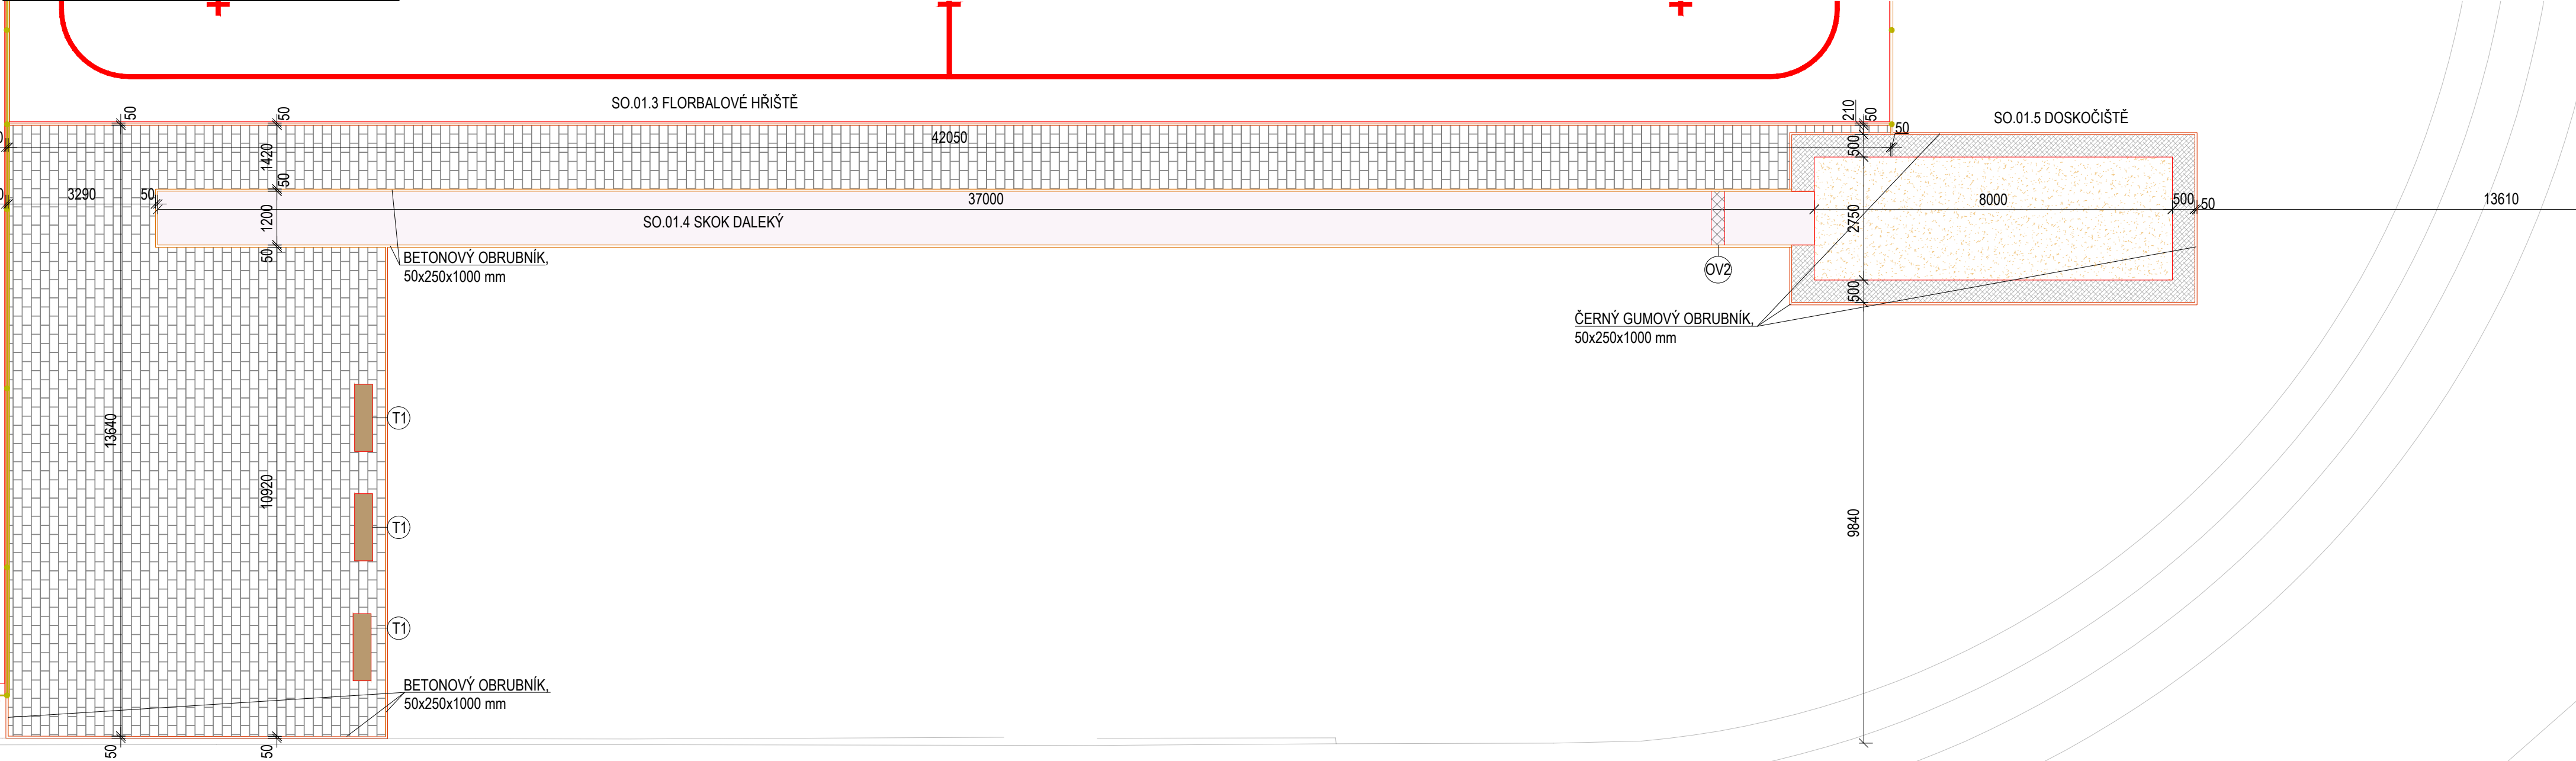 SO.01.3 FLORBALOVÉ HŘIŠTĚ
50
50
210
50
SO.01.5 DOSKOČIŠTĚ
50
42050
1420
500
50
3290
50
37000
8000
500
50
13610
1200
SO.01.4 SKOK DALEKÝ
2750
50
BETONOVÝ OBRUBNÍK,
50x250x1000 mm
OV2
500
ČERNÝ GUMOVÝ OBRUBNÍK,
50x250x1000 mm
T1
13640
10920
T1
9840
T1
BETONOVÝ OBRUBNÍK,
50x250x1000 mm
50
50